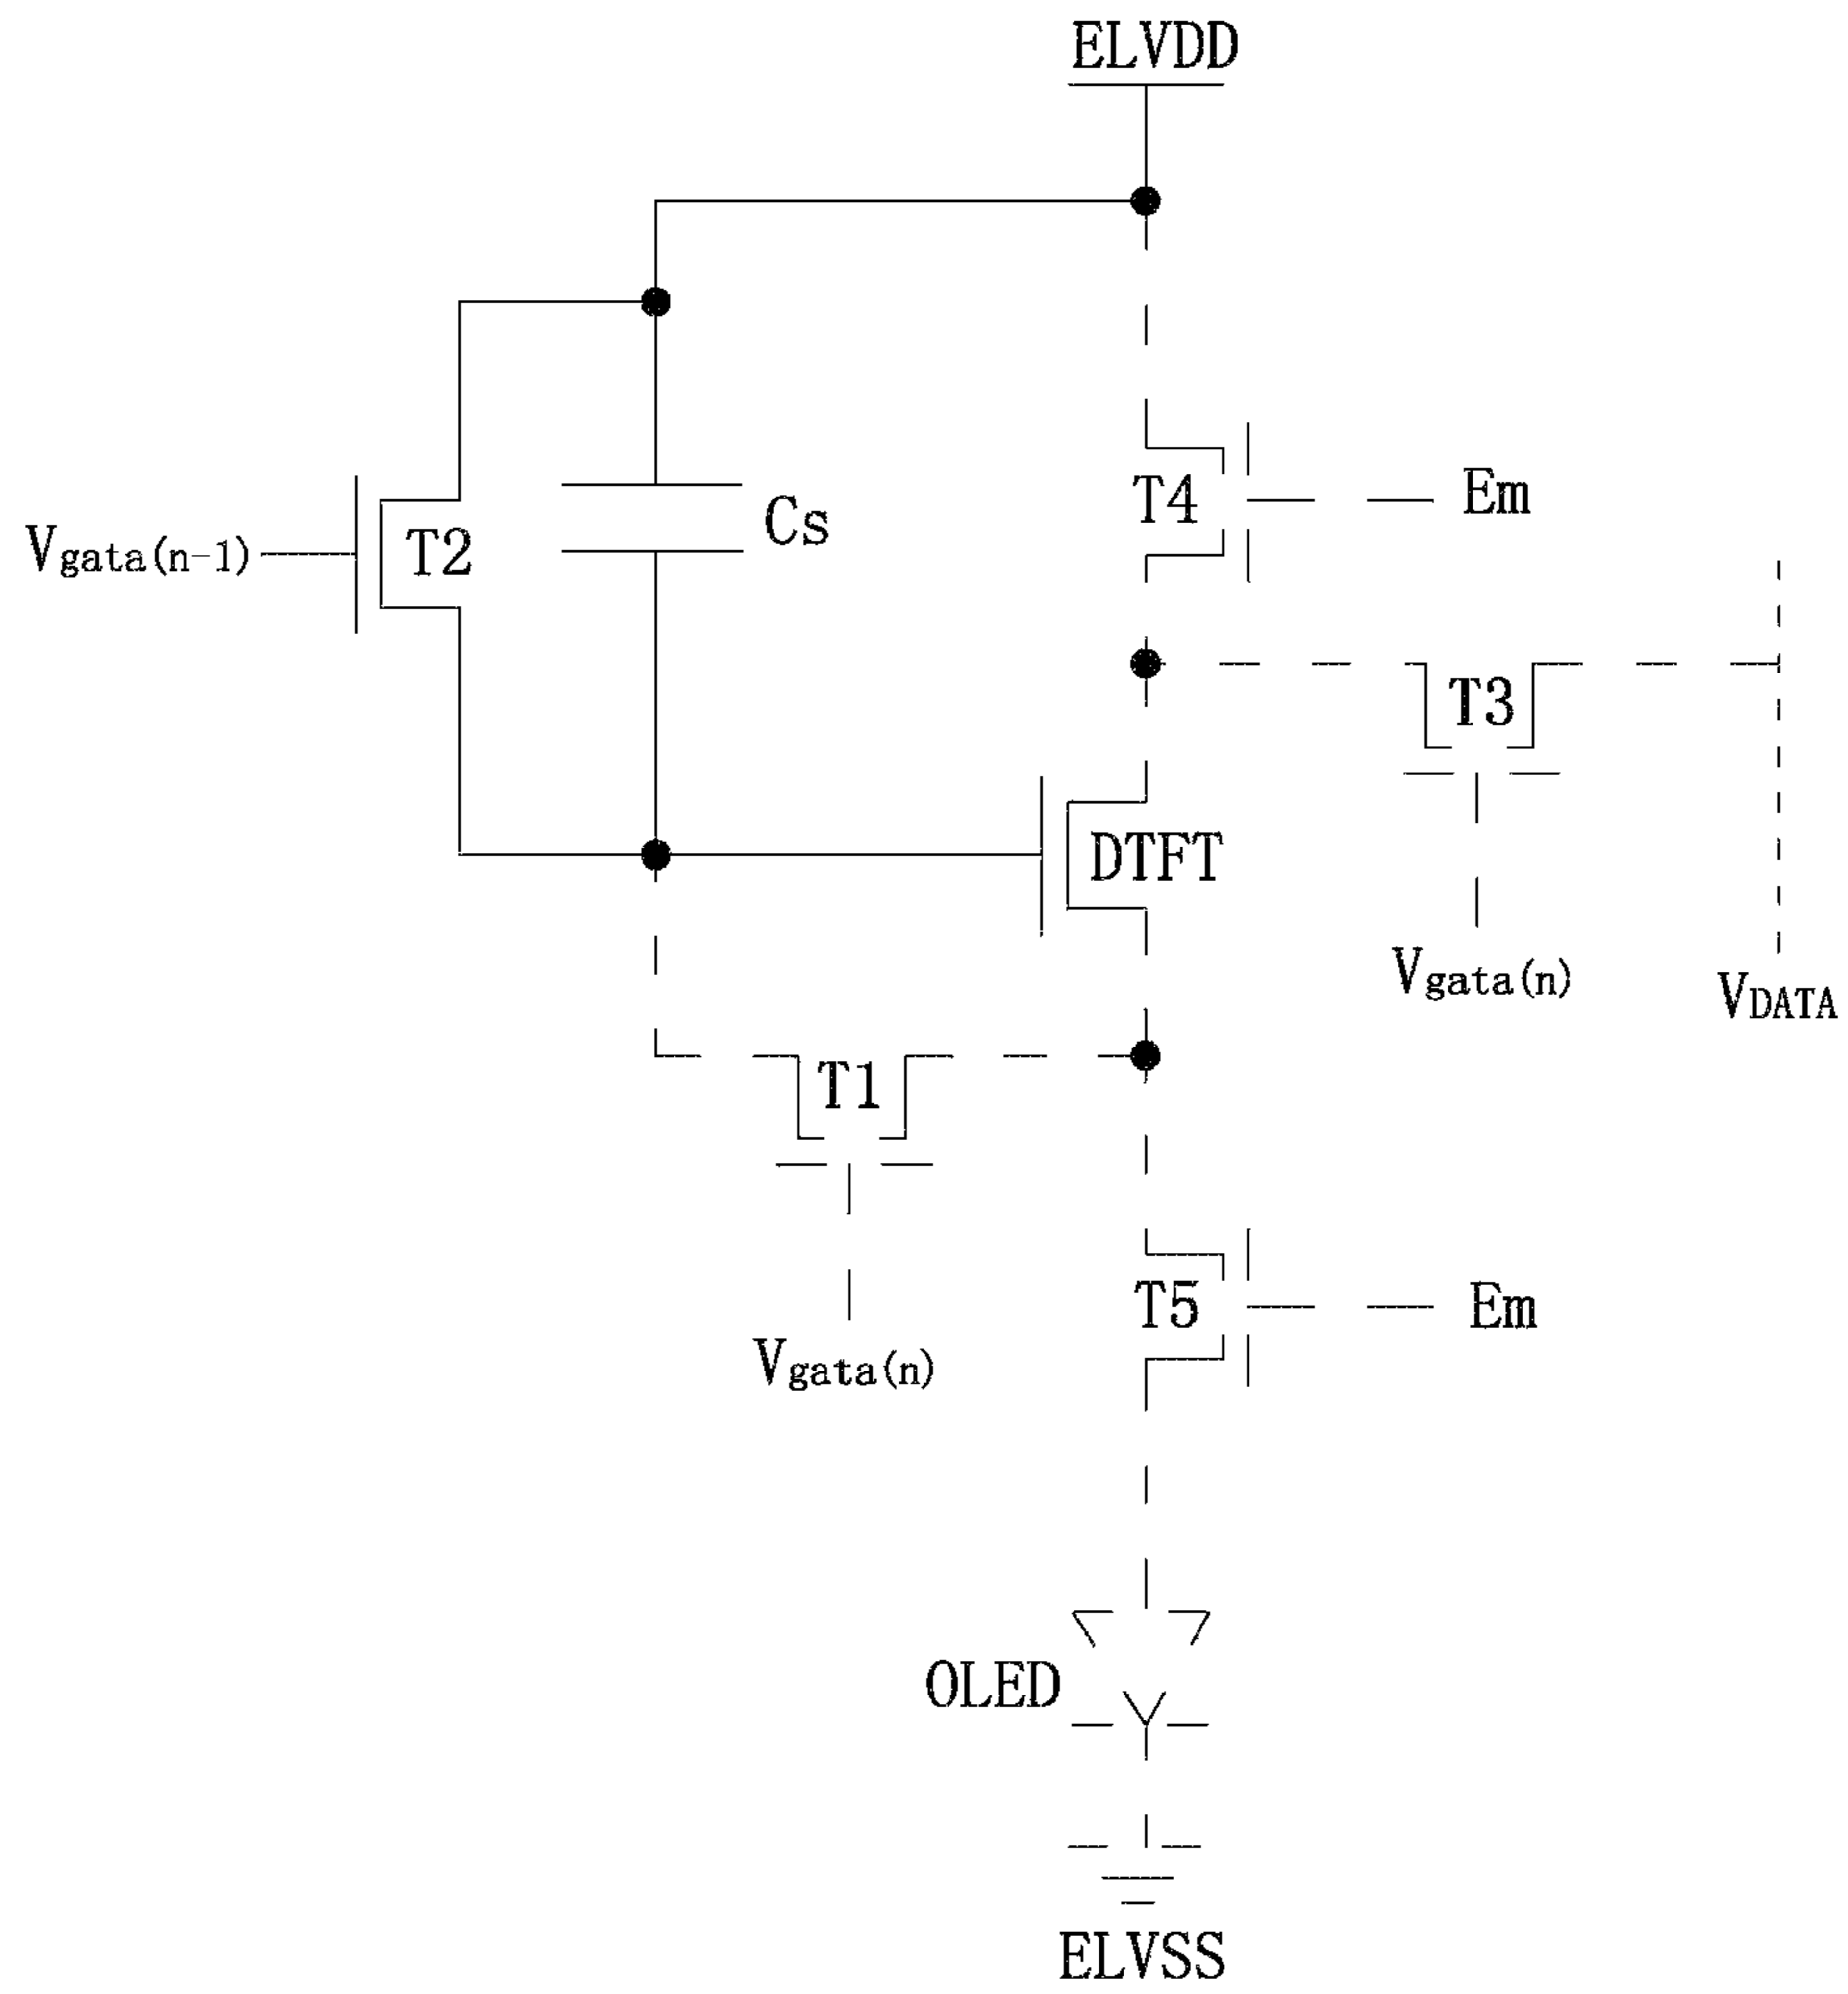 ELVDD
Em
T4
Cs
Vgata(n-1)
T2
T3
DTFT
Vgata(n)
VDATA
T1
T5
Em
Vgata(n)
OLED
ELVSS